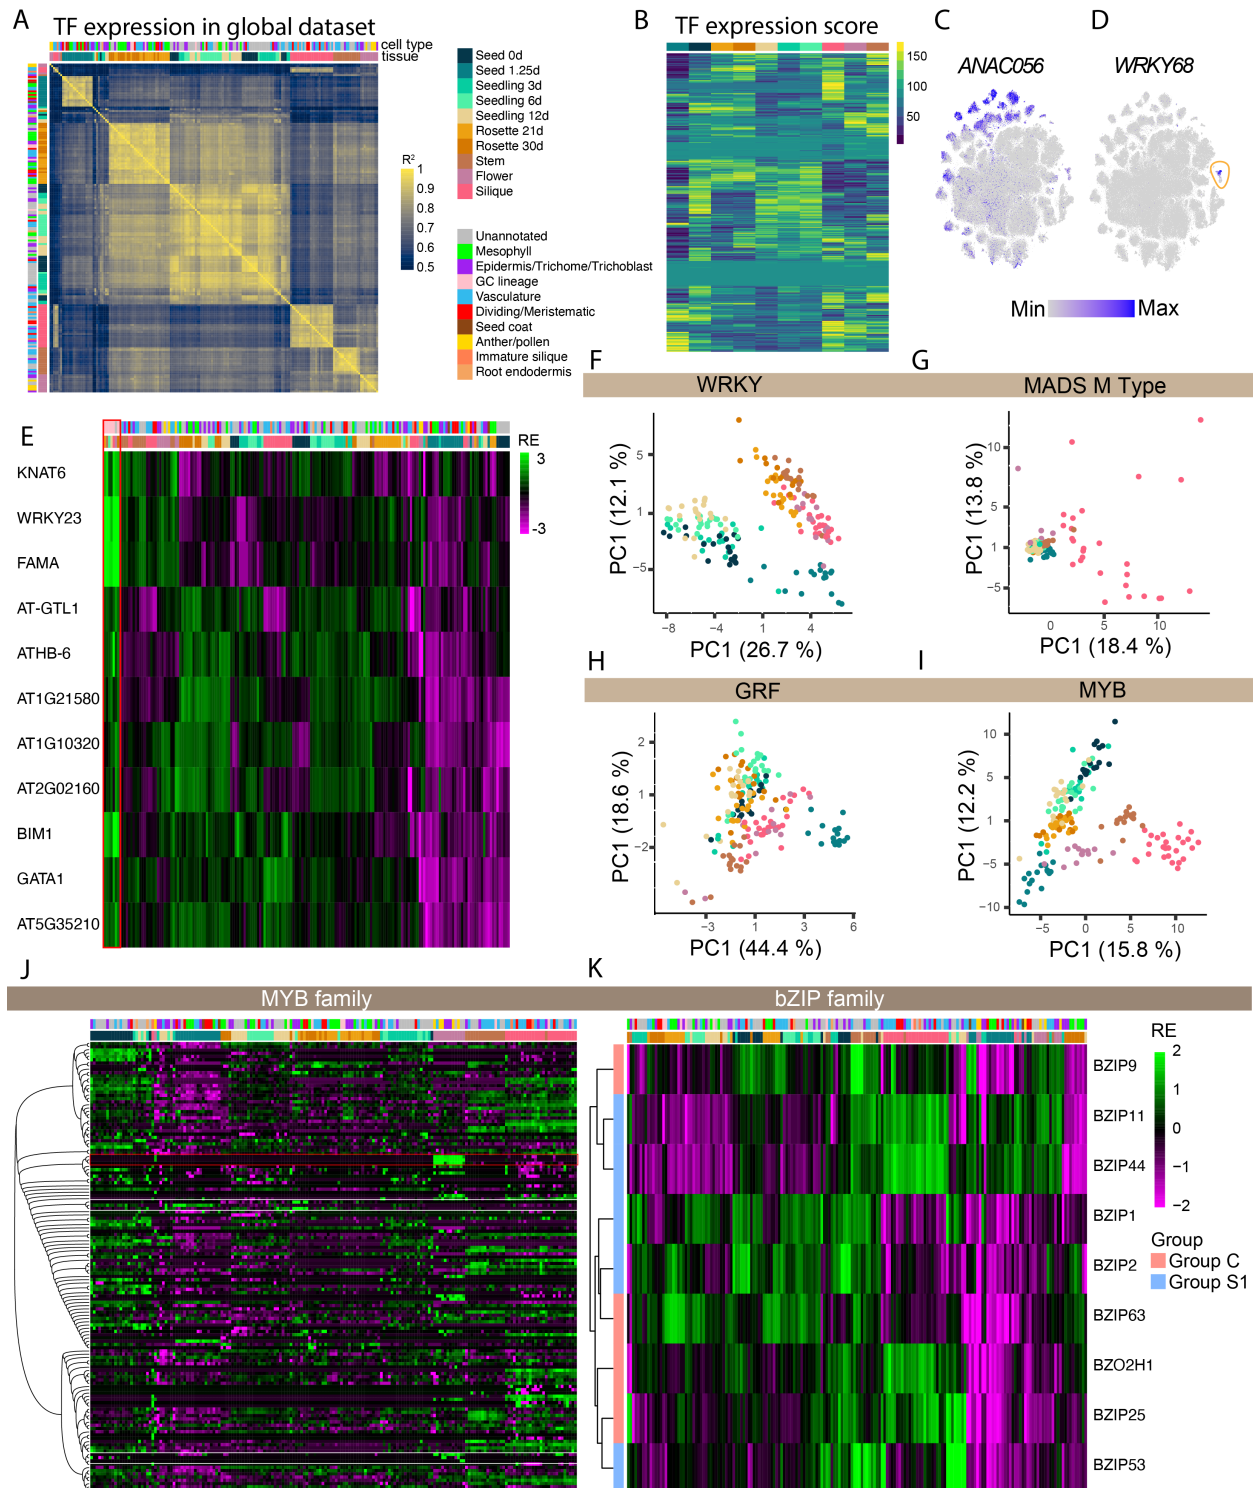 A
TF expression in global dataset
cell type
tissue
R²
1
0.9
0.8
0.7
0.6
0.5
Seed 0d
Seed 1.25d
Seedling 3d
Seedling 6d
Seedling 12d
Rosette 21d
Rosette 30d
Stem
Flower
Silique
Unannotated
Mesophyll
Epidermis/Trichome/Trichoblast
GC lineage
Vasculature
Dividing/Meristematic
Seed coat
Anther/pollen
Immature silique
Root endodermis
B
TF expression score
150
100
50
C
ANAC056
D
WRKY68
Min
Max
E
RE
3
-3
KNAT6
WRKY23
FAMA
AT-GTL1
ATHB-6
AT1G21580
AT1G10320
AT2G02160
BIM1
GATA1
AT5G35210
F
WRKY
PC1 (12.1 %)
5
1
−5
−8
−4
1
4
PC1 (26.7 %)
G
MADS M Type
PC1 (13.8 %)
10
5
1
−5
0
5
10
PC1 (18.4 %)
H
GRF
PC1 (18.6 %)
2
1
−2
−3
1
3
6
PC1 (44.4 %)
I
MYB
PC1 (12.2 %)
10
5
1
−5
−10
−5
0
5
10
PC1 (15.8 %)
J
MYB family
K
bZIP family
BZIP9
BZIP11
BZIP44
BZIP1
BZIP2
BZIP63
BZO2H1
BZIP25
BZIP53
RE
2
1
0
−1
−2
Group
Group C
Group S1